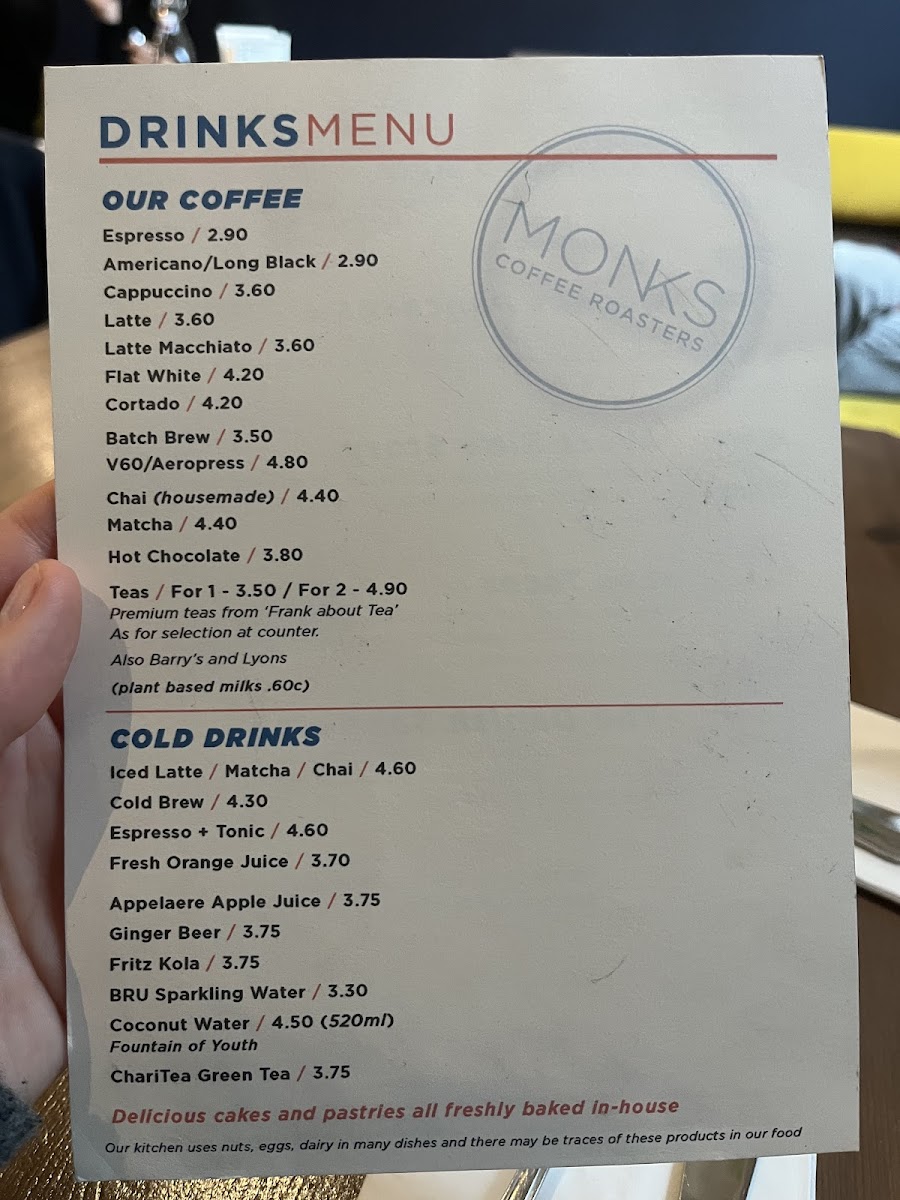 DRINKSMENU
MONKS
COFFEE ROASTERS
OUR COFFEE
Espresso / 2.90
Americano/Long Black / 2.90
Cappuccino / 3.60
Latte / 3.60
Latte Macchiato / 3.60
Flat White / 4.20
Cortado / 4.20
Batch Brew / 3.50
V60/Aeropress / 4.80
Chai (housemade) / 4.40
Matcha / 4.40
Hot Chocolate / 3.80
Teas / For 1 - 3.50 / For 2 - 4.90
Premium teas from ‘Frank about Tea’
As for selection at counter.
Also Barry’s and Lyons
(plant based milks .60c)
COLD DRINKS
Iced Latte / Matcha / Chai / 4.60
Cold Brew / 4.30
Espresso + Tonic / 4.60
Fresh Orange Juice / 3.70
Appelaere Apple Juice / 3.75
Ginger Beer / 3.75
Fritz Kola / 3.75
BRU Sparkling Water / 3.30
Coconut Water / 4.50 (520ml)
Fountain of Youth
ChariTea Green Tea / 3.75
Delicious cakes and pastries all freshly baked in-house
Our kitchen uses nuts, eggs, dairy in many dishes and there may be traces of these products in our food